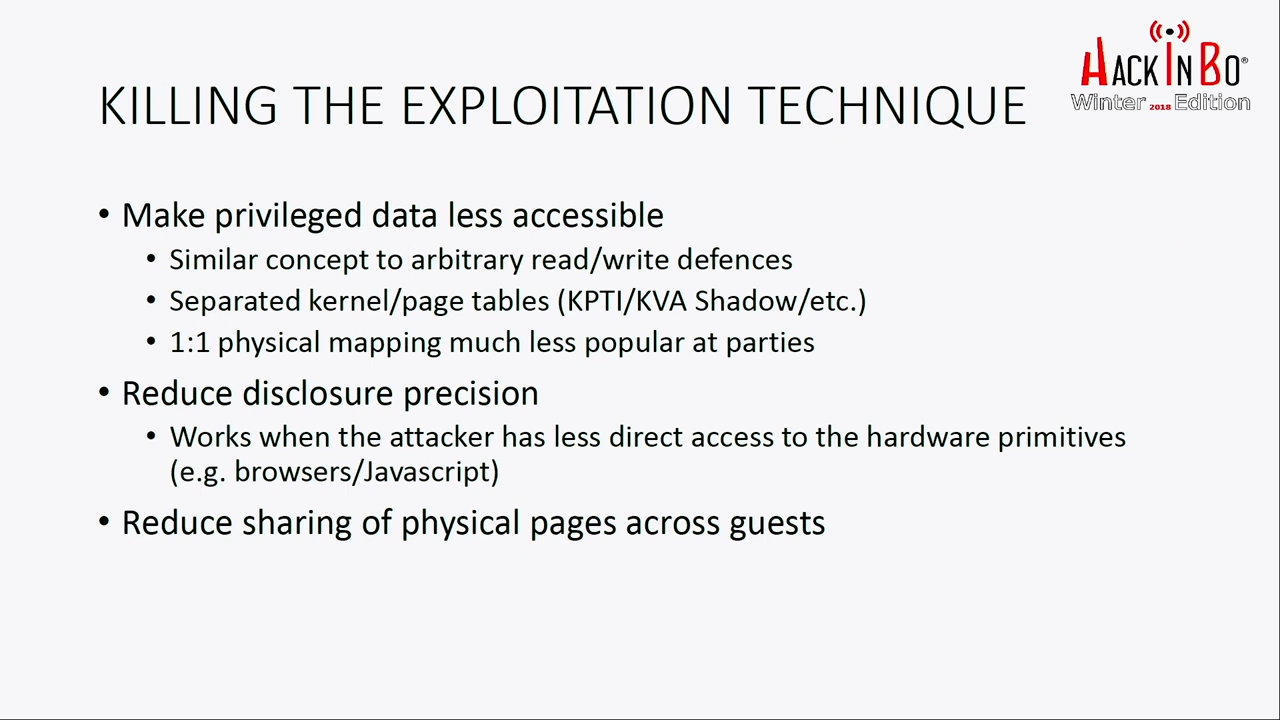 HACKINBO®
Winter 2018 Edition
KILLING THE EXPLOITATION TECHNIQUE
• Make privileged data less accessible
• Similar concept to arbitrary read/write defences
• Separated kernel/page tables (KPTI/KVA Shadow/etc.)
• 1:1 physical mapping much less popular at parties
• Reduce disclosure precision
• Works when the attacker has less direct access to the hardware primitives
(e.g. browsers/Javascript)
• Reduce sharing of physical pages across guests